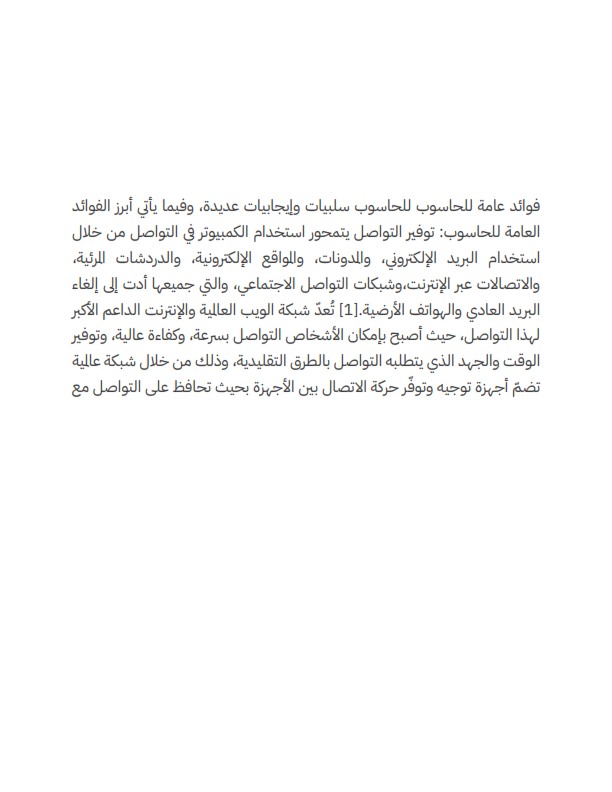 فوائد عامة للحاسوب للحاسوب سلبيات وإيجابيات عديدة، وفيما يأتي أبرز الفوائد
العامة للحاسوب: توفير التواصل يتمحور استخدام الكمبيوتر في التواصل من خلال
استخدام البريد الإلكتروني، والمدونات، والمواقع الإلكترونية، والدردشات المرئية،
والاتصالات عبر الإنترنت،وشبكات التواصل الاجتماعي، والتي جميعها أدت إلى إلغاء
البريد العادي والهواتف الأرضية.[1] تُعدّ شبكة الويب العالمية والإنترنت الداعم الأكبر
لهذا التواصل، حيث أصبح بإمكان الأشخاص التواصل بسرعة، وكفاءة عالية، وتوفير
الوقت والجهد الذي يتطلبه التواصل بالطرق التقليدية، وذلك من خلال شبكة عالمية
تضمّ أجهزة توجيه وتوفّر حركة الاتصال بين الأجهزة بحيث تحافظ على التواصل مع